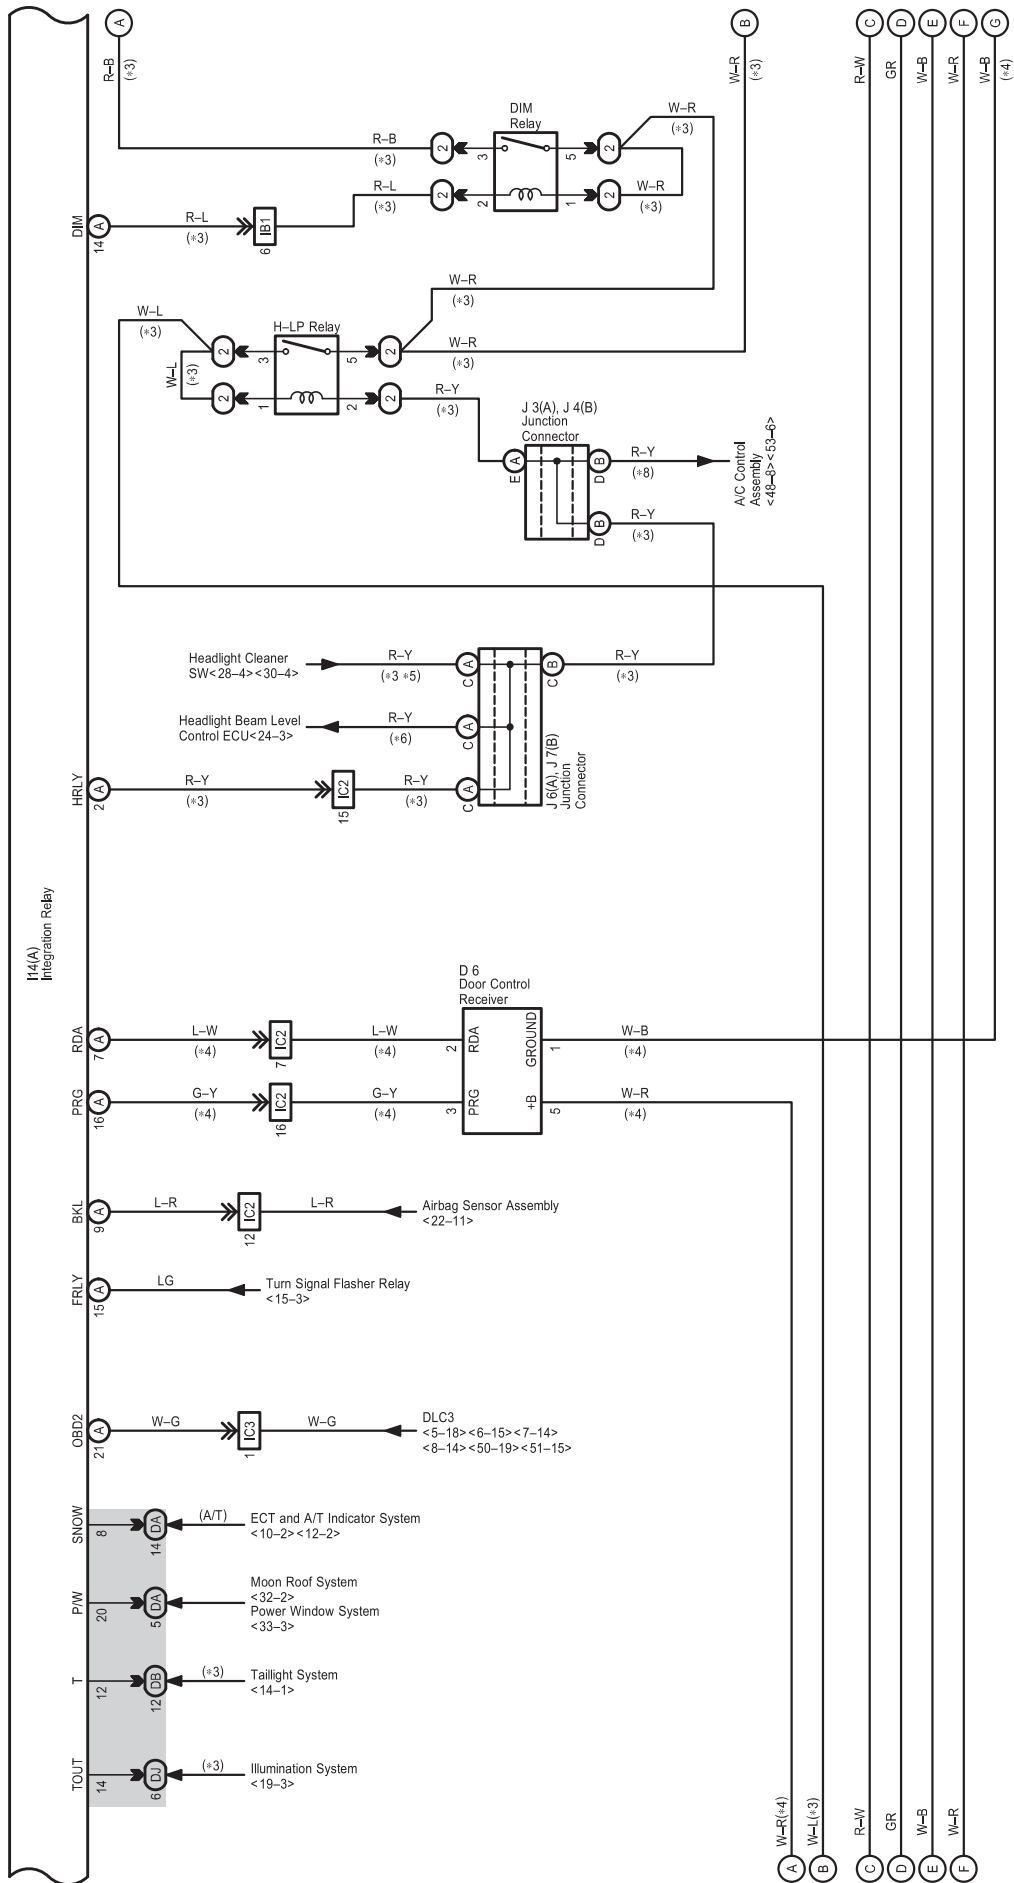 A
B
C
D
E
F
G
R–B
(*3)
W–R
(*3)
R–W
GR
W–B
W–R
W–B
(*4)
DIM
Relay
W–R
(*3)
R–B
(*3)
2
3
5
2
R–L
(*3)
2
2
1
2
W–R
(*3)
DIM
14
A
R–L
(*3)
IB1
6
W–R
(*3)
W–L
(*3)
H–LP Relay
2
3
5
2
W–R
(*3)
W–L
(*3)
2
1
2
2
R–Y
(*3)
J 3(A), J 4(B)
Junction
Connector
A
E
B
D
R–Y
(*8)
A/C Control
Assembly
<48–8><53–6>
B
D
R–Y
(*3)
Headlight Cleaner
SW<28–4><30–4>
R–Y
(*3 *5)
A
C
B
C
R–Y
(*3)
Headlight Beam Level
Control ECU<24–3>
R–Y
(*6)
A
C
J 6(A), J 7(B)
Junction
Connector
HRLY
2
A
R–Y
(*3)
IC2
15
R–Y
(*3)
A
C
I14(A)
Integration Relay
D 6
Door Control
Receiver
RDA
7
A
L–W
(*4)
IC2
7
L–W
(*4)
2
RDA
GROUND
1
W–B
(*4)
PRG
16
A
G–Y
(*4)
IC2
16
G–Y
(*4)
3
PRG
+B
5
W–R
(*4)
BKL
9
A
L–R
IC2
12
L–R
Airbag Sensor Assembly
<22–11>
FRLY
15
A
LG
Turn Signal Flasher Relay
<15–3>
OBD2
21
A
W–G
IC3
1
W–G
DLC3
<5–18><6–15><7–14>
<8–14><50–19><51–15>
SNOW
8
DA
14
(A/T)
ECT and A/T Indicator System
<10–2><12–2>
P/W
20
DA
5
Moon Roof System
<32–2>
Power Window System
<33–3>
T
12
DB
12
(*3)
Taillight System
<14–1>
TOUT
14
DJ
6
(*3)
Illumination System
<19–3>
W–R(*4)
W–L(*3)
R–W
GR
W–B
W–R
A
B
C
D
E
F